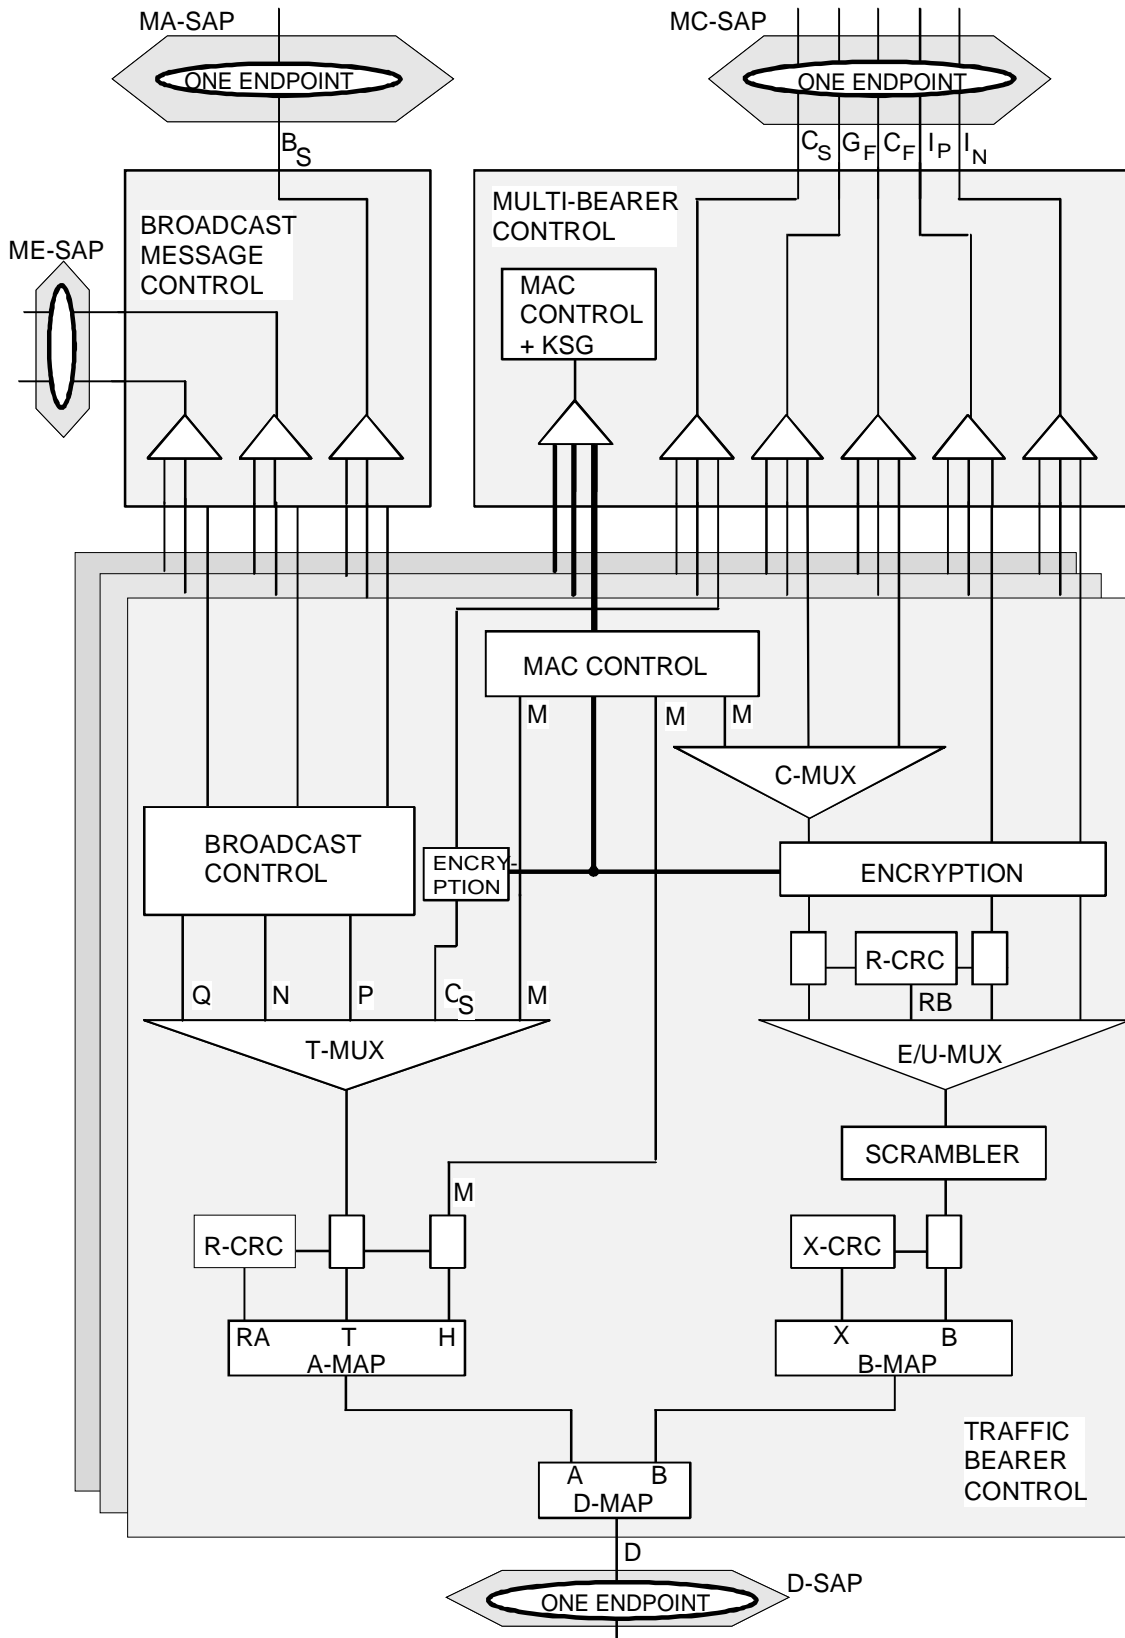 MA-SAP
MC-SAP
ONE ENDPOINT
ONE ENDPOINT
BS
CS GF CF IP IN
BROADCAST
MESSAGE
CONTROL
MULTI-BEARER
CONTROL
ME-SAP
MAC
CONTROL
+ KSG
MAC CONTROL
M
M
M
C-MUX
BROADCAST
CONTROL
ENCRY-
PTION
ENCRYPTION
R-CRC
Q
N
P
CS
M
RB
T-MUX
E/U-MUX
SCRAMBLER
M
R-CRC
X-CRC
RA
T
H
A-MAP
X
B
B-MAP
TRAFFIC
BEARER
CONTROL
A
B
D-MAP
D
D-SAP
ONE ENDPOINT